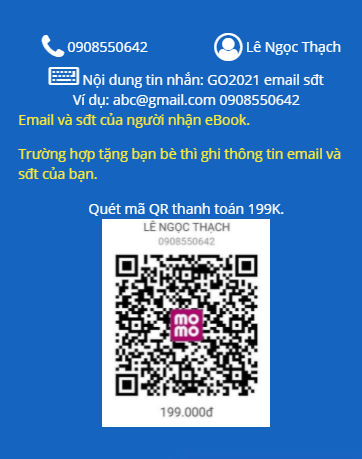 0908550642 Lê Ngọc Thạch
Nội dung tin nhắn: GO2021 email sđt
Ví dụ: abc@gmail.com 0908550642
Email và sđt của người nhận eBook.
Trường hợp tặng bạn bè thì ghi thông tin email và
sđt của bạn.
Quét mã QR thanh toán 199K.
LÊ NGỌC THẠCH
0908550642
mo
mo
199.000đ